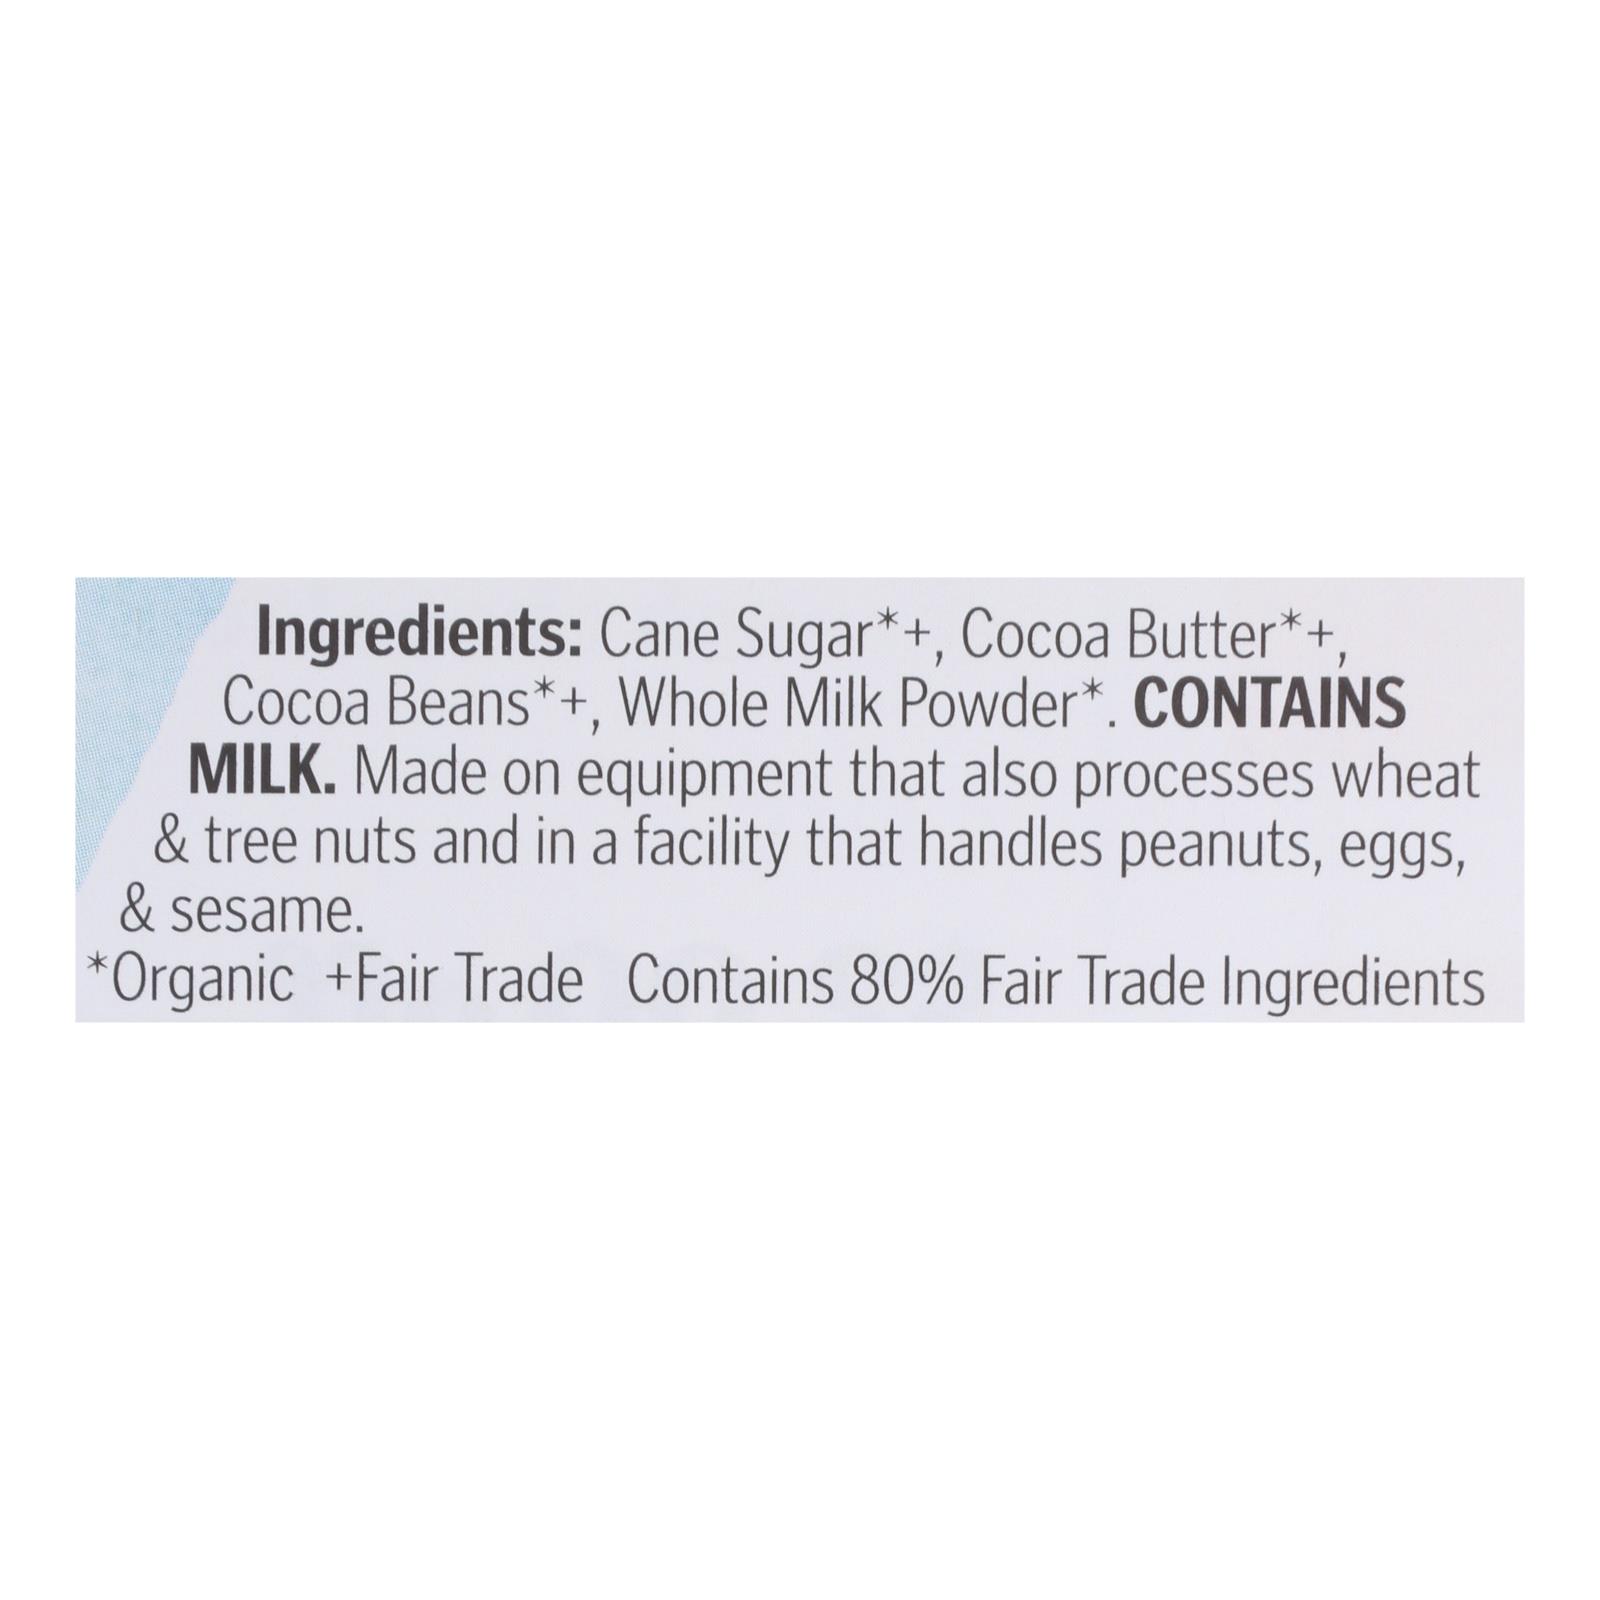 Ingredients: Cane Sugar*+, Cocoa Butter*+,
Cocoa Beans*+, Whole Milk Powder*. CONTAINS
MILK. Made on equipment that also processes wheat
& tree nuts and in a facility that handles peanuts, eggs,
& sesame.
*Organic +Fair Trade Contains 80% Fair Trade Ingredients